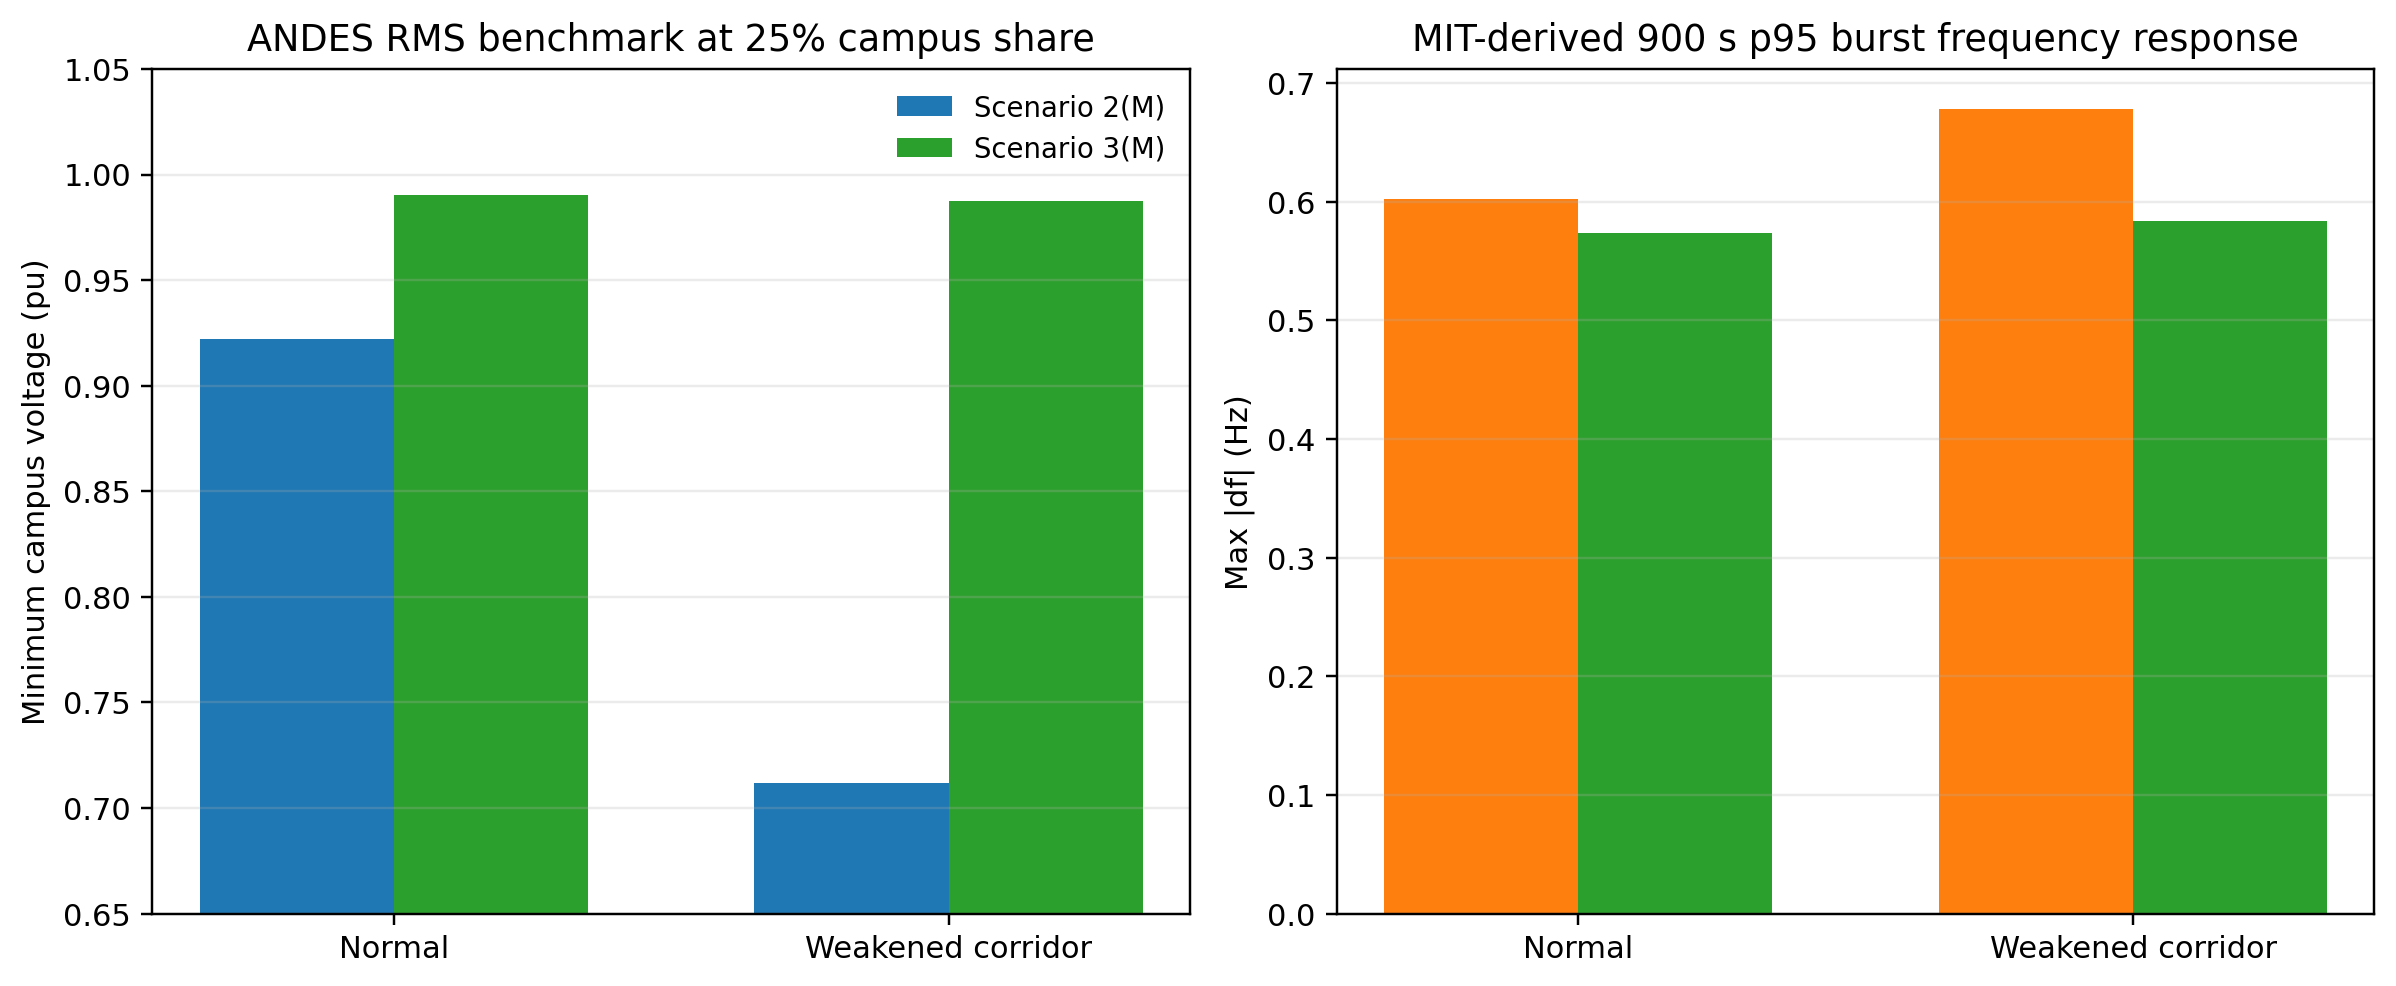 ANDES RMS benchmark at 25% campus share
Minimum campus voltage (pu)
1.05
1.00
0.95
0.90
0.85
0.80
0.75
0.70
0.65
Scenario 2(M)
Scenario 3(M)
Normal
Weakened corridor
MIT-derived 900 s p95 burst frequency response
Max |df| (Hz)
0.7
0.6
0.5
0.4
0.3
0.2
0.1
0.0
Normal
Weakened corridor